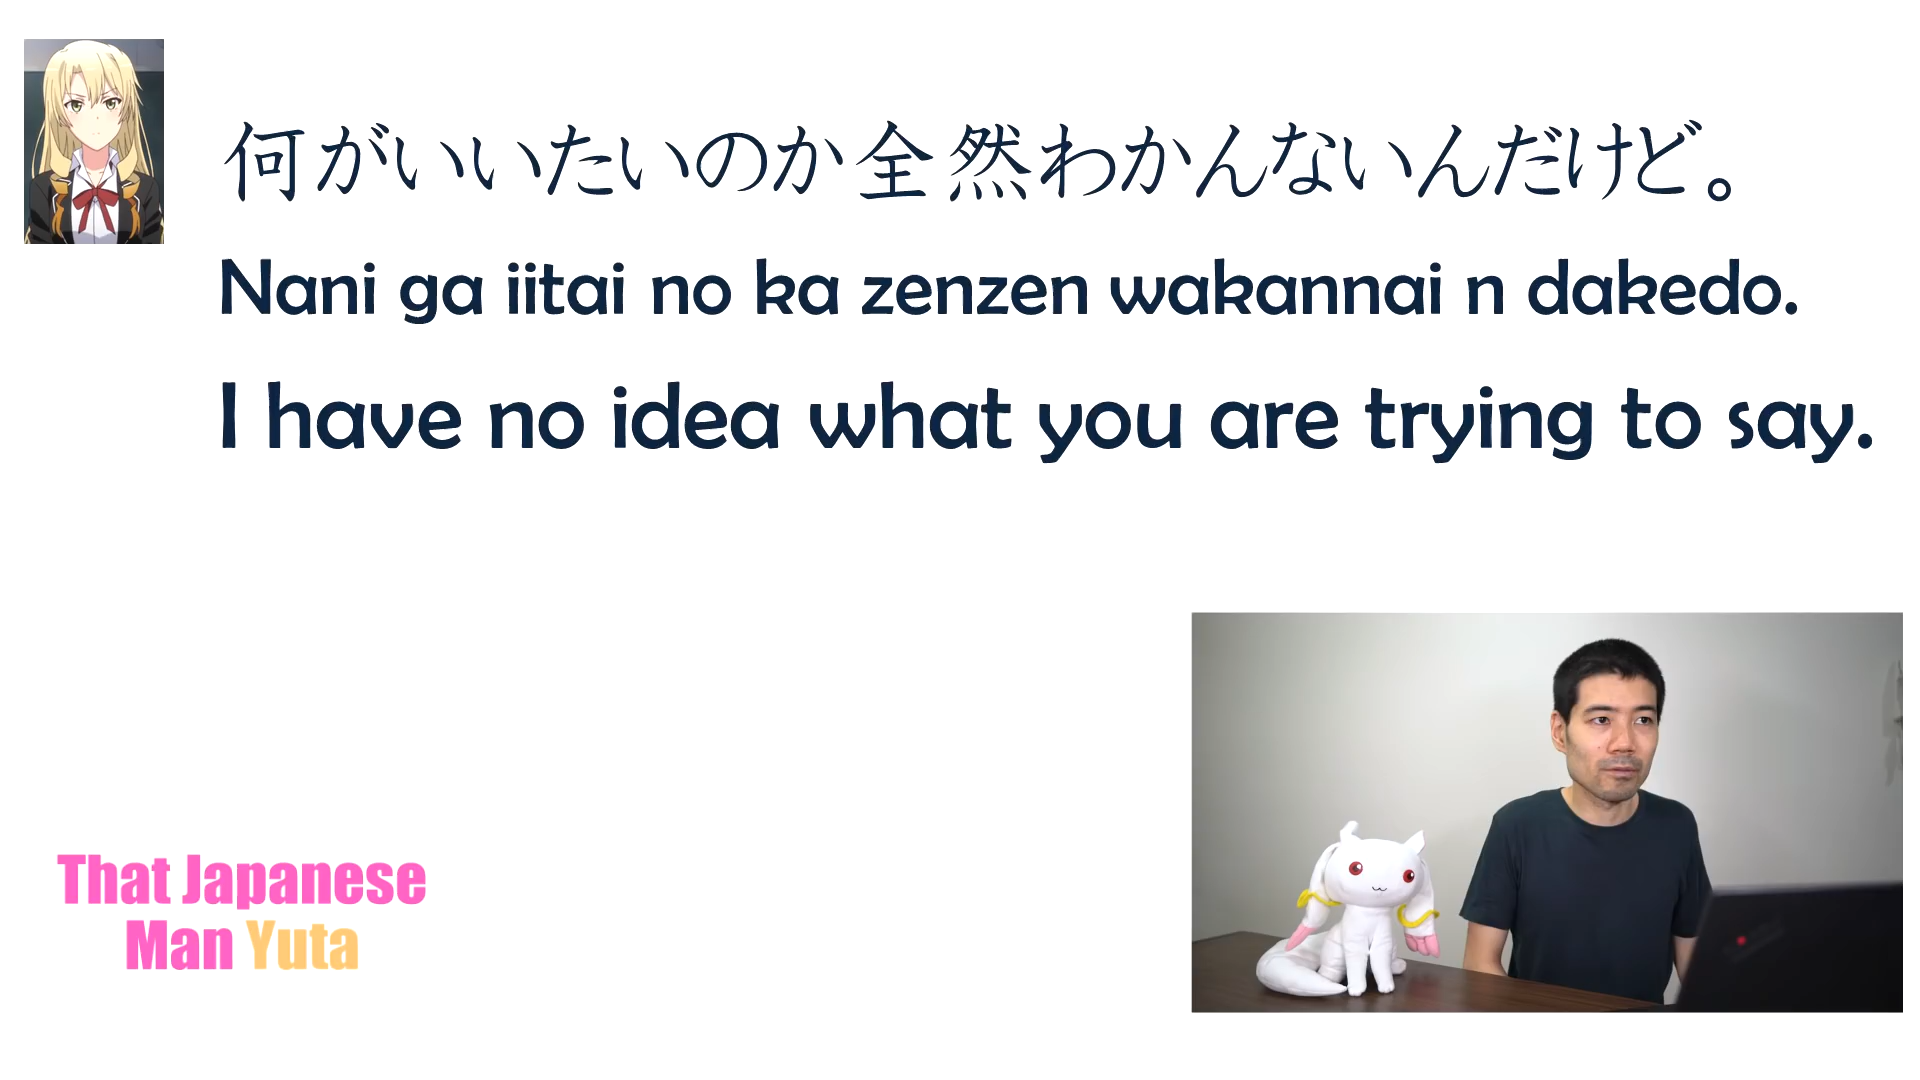 何がいいたいのか全然わかんないんだけど。
Nani ga iitai no ka zenzen wakannai n dakedo.
I have no idea what you are trying to say.
That Japanese
Man Yuta